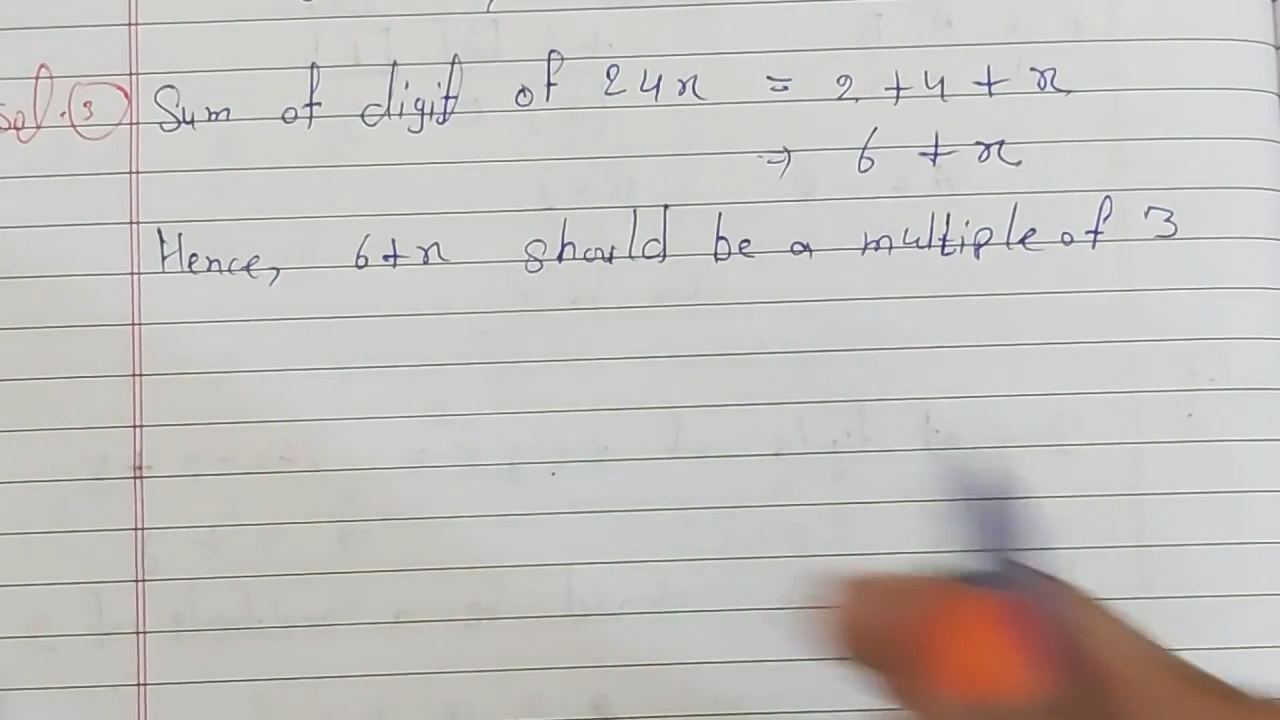 Sol. 3 Sum of digit of 24x = 2 + 4 + x
⇒ 6 + x
Hence, 6+x should be a multiple of 3